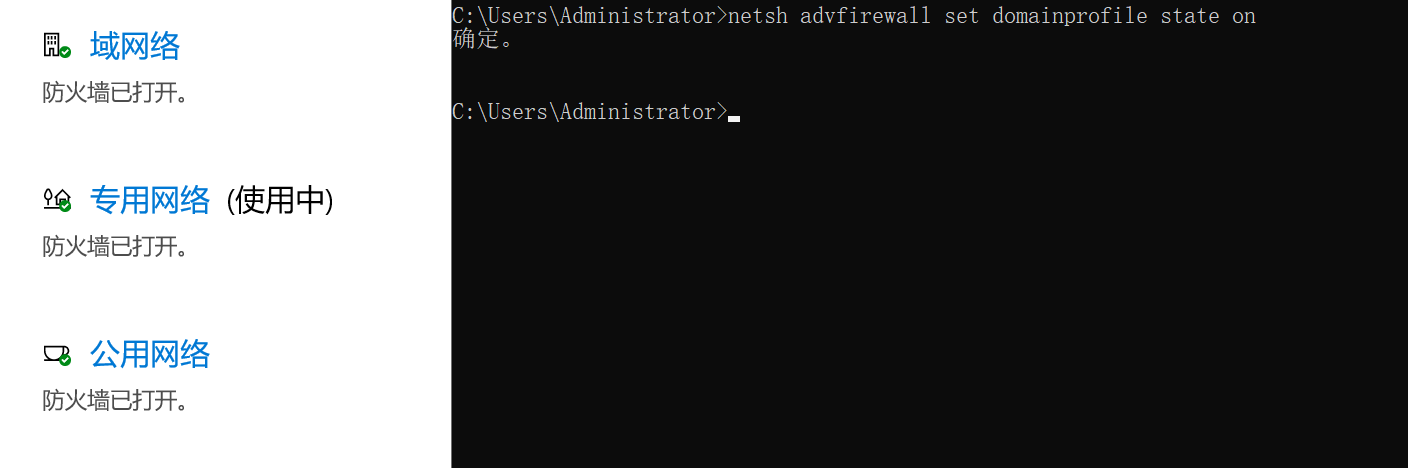 域网络
防火墙已打开。
专用网络 (使用中)
防火墙已打开。
公用网络
防火墙已打开。
C:\Users\Administrator>netsh advfirewall set domainprofile state on
确定。
C:\Users\Administrator>